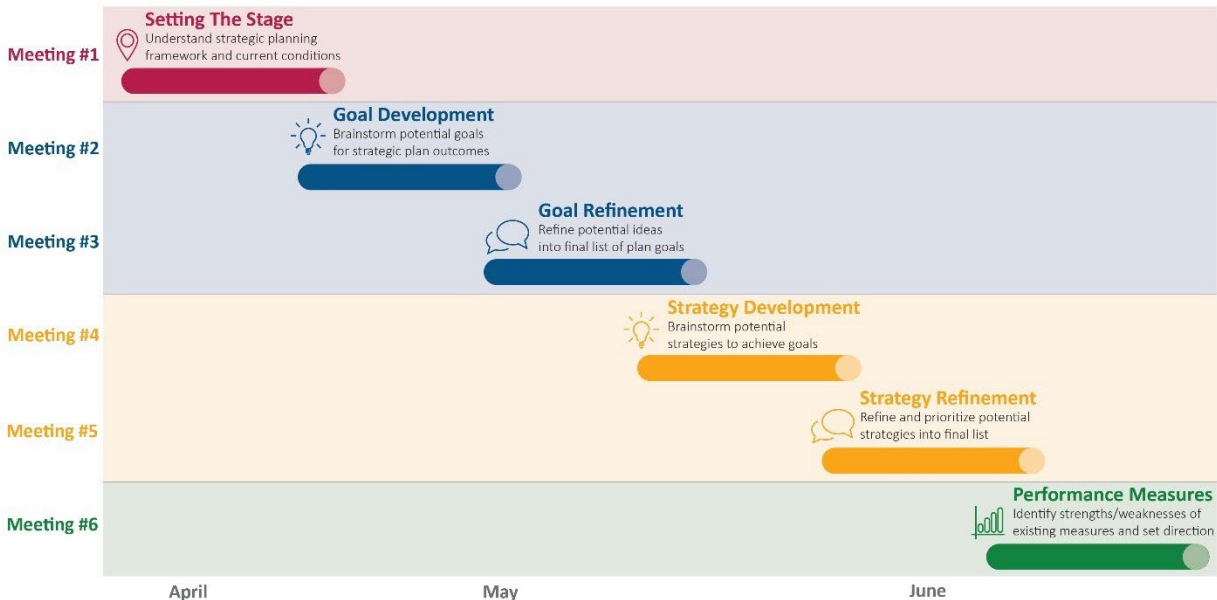 Meeting #1
Setting The Stage
Understand strategic planning
framework and current conditions
Meeting #2
Goal Development
Brainstorm potential goals
for strategic plan outcomes
Meeting #3
Goal Refinement
Refine potential ideas
into final list of plan goals
Meeting #4
Strategy Development
Brainstorm potential
strategies to achieve goals
Meeting #5
Strategy Refinement
Refine and prioritize potential
strategies into final list
Meeting #6
Performance Measures
Identify strengths/weaknesses of
existing measures and set direction
April
May
June